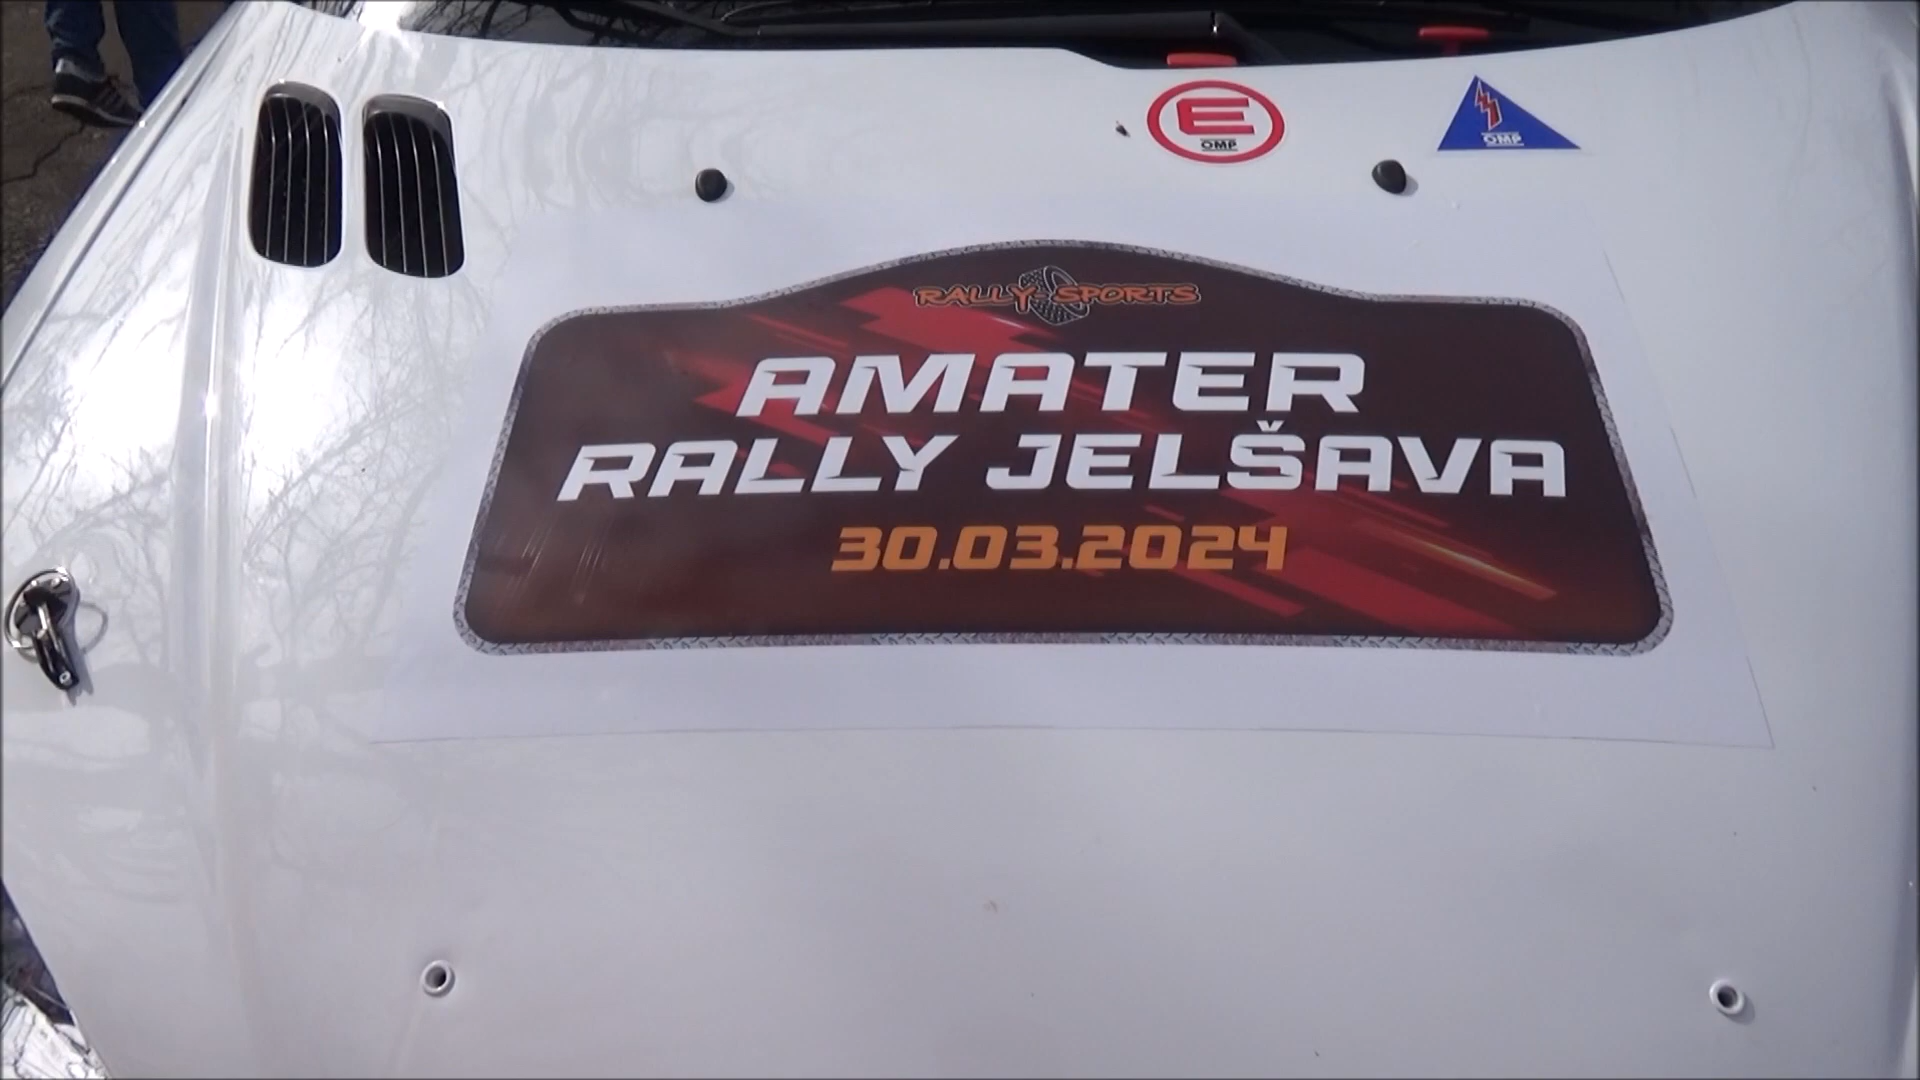 E
OMP
OMP
RALLY-SPORTS
AMATER
RALLY JELŠAVA
30.03.2024